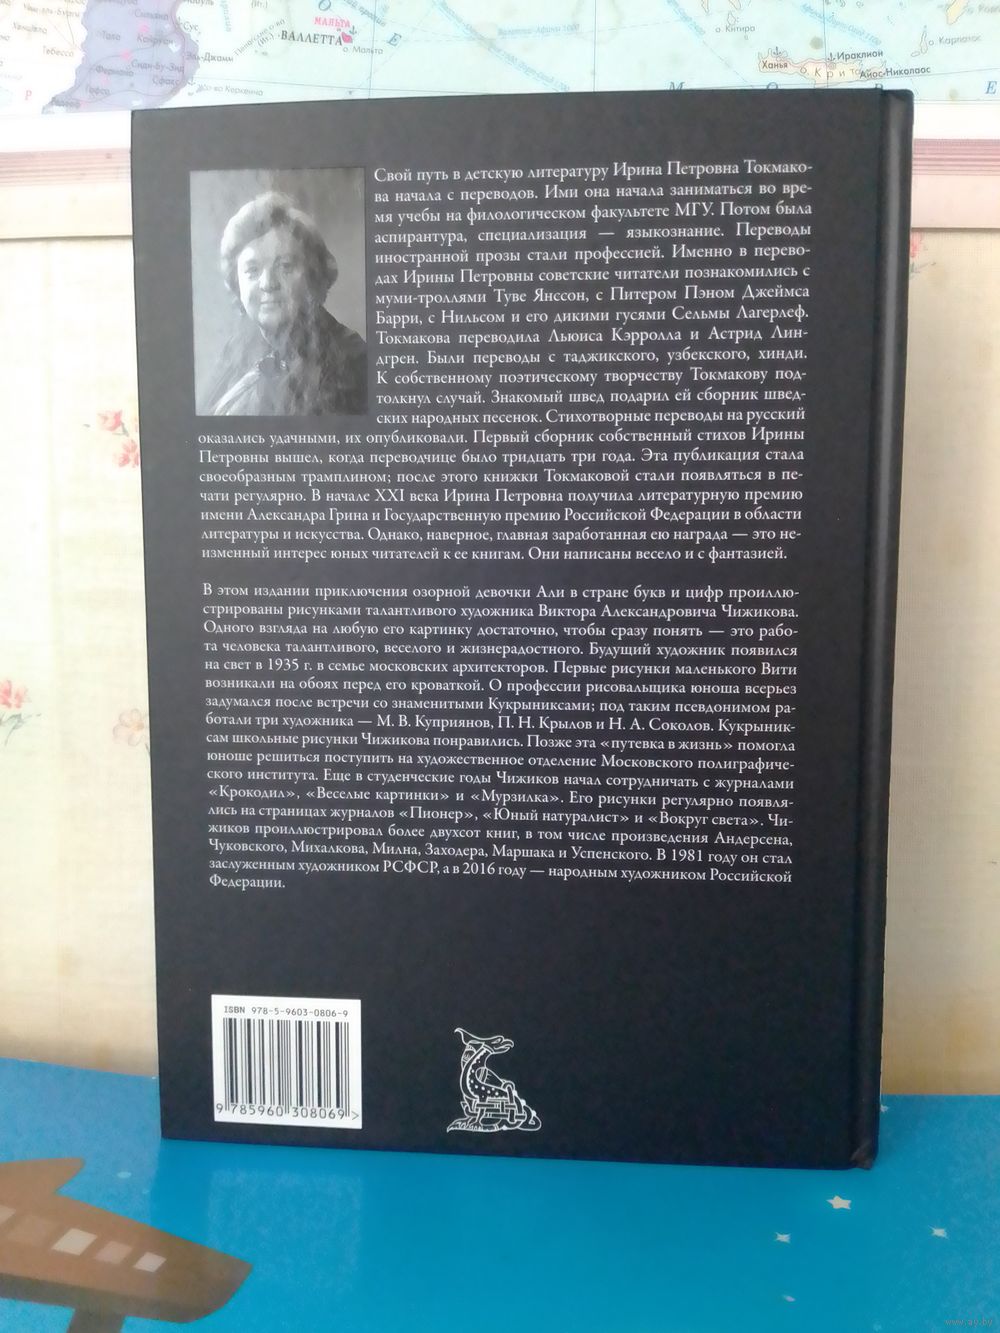 МАЛЬТА
ВАЛЛЕТТА
о. Мальта
о. Китира
о. Карпатос
Ираклион
Ханья
о. Крит
Айос-Николаос
Свой путь в детскую литературу Ирина Петровна Токмако-
ва начала с переводов. Ими она начала заниматься во вре-
мя учебы на филологическом факультете МГУ. Потом была
аспирантура, специализация — языкознание. Переводы
иностранной прозы стали профессией. Именно в перево-
дах Ирины Петровны советские читатели познакомились с
муми-троллями Туве Янссон, с Питером Пэном Джеймса
Барри, с Нильсом и его дикими гусями Сельмы Лагерлеф.
Токмакова переводила Льюиса Кэрролла и Астрид Лин-
дгрен. Были переводы с таджикского, узбекского, хинди.
К собственному поэтическому творчеству Токмакову под-
толкнул случай. Знакомый швед подарил ей сборник швед-
ских народных песенок. Стихотворные переводы на русский
оказались удачными, их опубликовали. Первый сборник собственный стихов Ирины
Петровны вышел, когда переводчице было тридцать три года. Эта публикация стала
своеобразным трамплином; после этого книжки Токмаковой стали появляться в пе-
чати регулярно. В начале XXI века Ирина Петровна получила литературную премию
имени Александра Грина и Государственную премию Российской Федерации в области
литературы и искусства. Однако, наверное, главная заработанная ею награда — это не-
изменный интерес юных читателей к ее книгам. Они написаны весело и с фантазией.
В этом издании приключения озорной девочки Али в стране букв и цифр проиллю-
стрированы рисунками талантливого художника Виктора Александровича Чижикова.
Одного взгляда на любую его картинку достаточно, чтобы сразу понять — это рабо-
та человека талантливого, веселого и жизнерадостного. Будущий художник появился
на свет в 1935 г. в семье московских архитекторов. Первые рисунки маленького Вити
возникали на обоях перед его кроваткой. О профессии рисовальщика юноша всерьез
задумался после встречи со знаменитыми Кукрыниксами; под таким псевдонимом ра-
ботали три художника — М. В. Куприянов, П. Н. Крылов и Н. А. Соколов. Кукрыник-
сам школьные рисунки Чижикова понравились. Позже эта «путевка в жизнь» помогла
юноше решиться поступить на художественное отделение Московского полиграфиче-
ского института. Еще в студенческие годы Чижиков начал сотрудничать с журналами
«Крокодил», «Веселые картинки» и «Мурзилка». Его рисунки регулярно появля-
лись на страницах журналов «Пионер», «Юный натуралист» и «Вокруг света». Чи-
жиков проиллюстрировал более двухсот книг, в том числе произведения Андерсена,
Чуковского, Михалкова, Милна, Заходера, Маршака и Успенского. В 1981 году он стал
заслуженным художником РСФСР, а в 2016 году — народным художником Российской
Федерации.
ISBN 978-5-9603-0806-9
9 785960 308069 >
www.ay.by